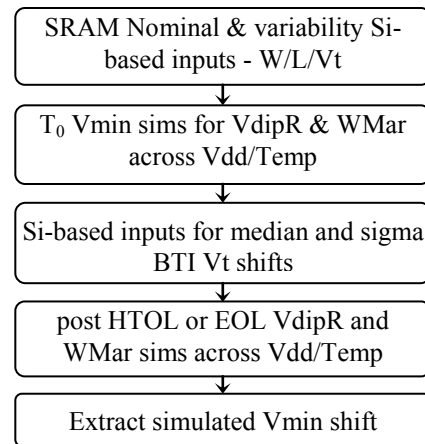 SRAM Nominal & variability Si-
based inputs - W/L/Vt
T0 Vmin sims for VdipR & WMar
across Vdd/Temp
Si-based inputs for median and sigma
BTI Vt shifts
post HTOL or EOL VdipR and
WMar sims across Vdd/Temp
Extract simulated Vmin shift